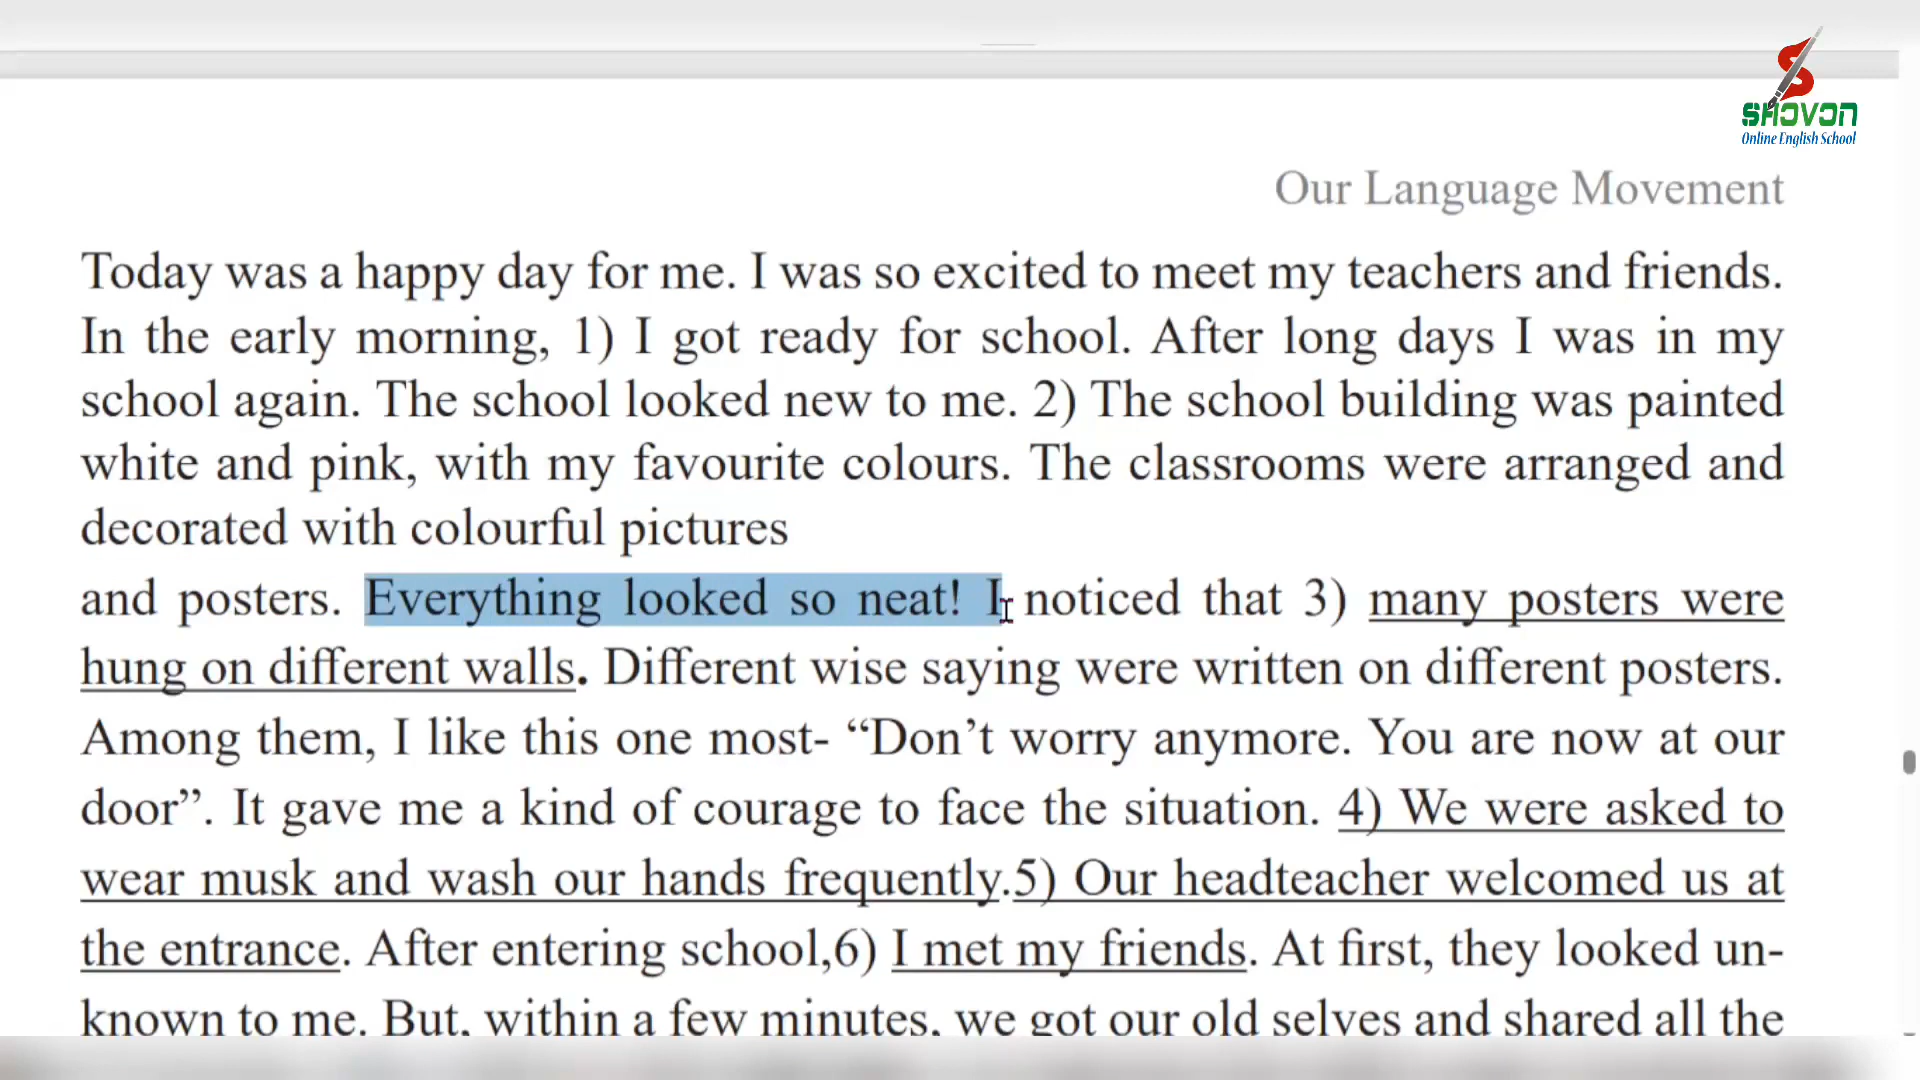 SHOVON
Online English School
Our Language Movement
Today was a happy day for me. I was so excited to meet my teachers and friends.
In the early morning, 1) I got ready for school. After long days I was in my
school again. The school looked new to me. 2) The school building was painted
white and pink, with my favourite colours. The classrooms were arranged and
decorated with colourful pictures
and posters. Everything looked so neat! I noticed that 3) many posters were
hung on different walls. Different wise saying were written on different posters.
Among them, I like this one most- “Don’t worry anymore. You are now at our
door”. It gave me a kind of courage to face the situation. 4) We were asked to
wear musk and wash our hands frequently.5) Our headteacher welcomed us at
the entrance. After entering school,6) I met my friends. At first, they looked un-
known to me. But, within a few minutes, we got our old selves and shared all the